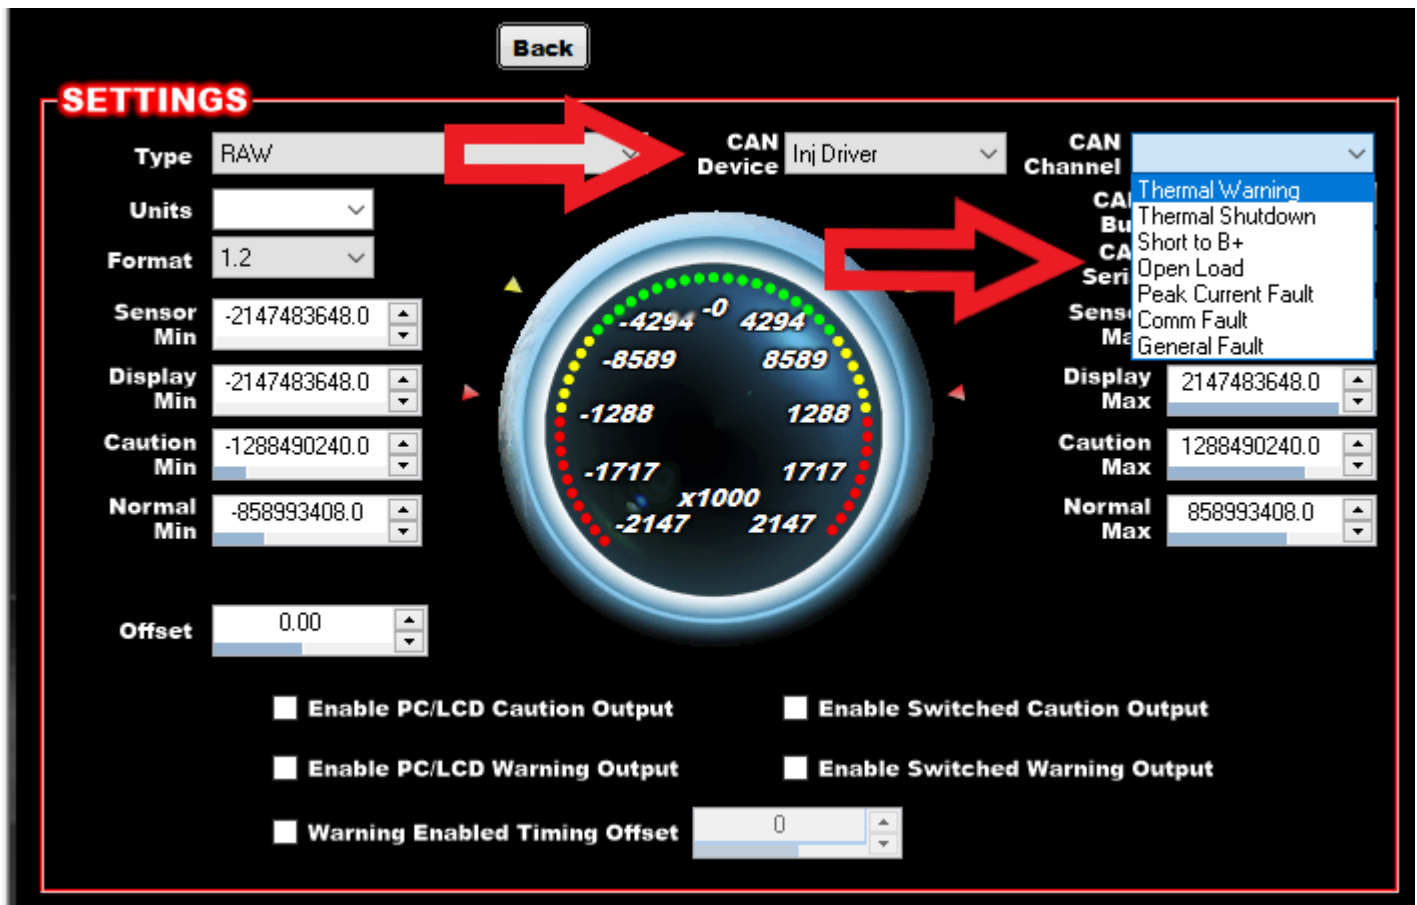 Back
SETTINGS
Type
RAW
CAN
Device
Inj Driver
CAN
Channel
Thermal Warning
Thermal Shutdown
Short to B+
Open Load
Peak Current Fault
Comm Fault
General Fault
Units
Format
1.2
Sensor
Min
-2147483648.0
Display
Min
-2147483648.0
Caution
Min
-1288490240.0
Normal
Min
-858993408.0
Offset
0.00
-0
-4294
4294
-8589
8589
-1288
1288
-1717
1717
x1000
-2147
2147
Display
Max
2147483648.0
Caution
Max
1288490240.0
Normal
Max
858993408.0
Enable PC/LCD Caution Output
Enable Switched Caution Output
Enable PC/LCD Warning Output
Enable Switched Warning Output
Warning Enabled Timing Offset
0